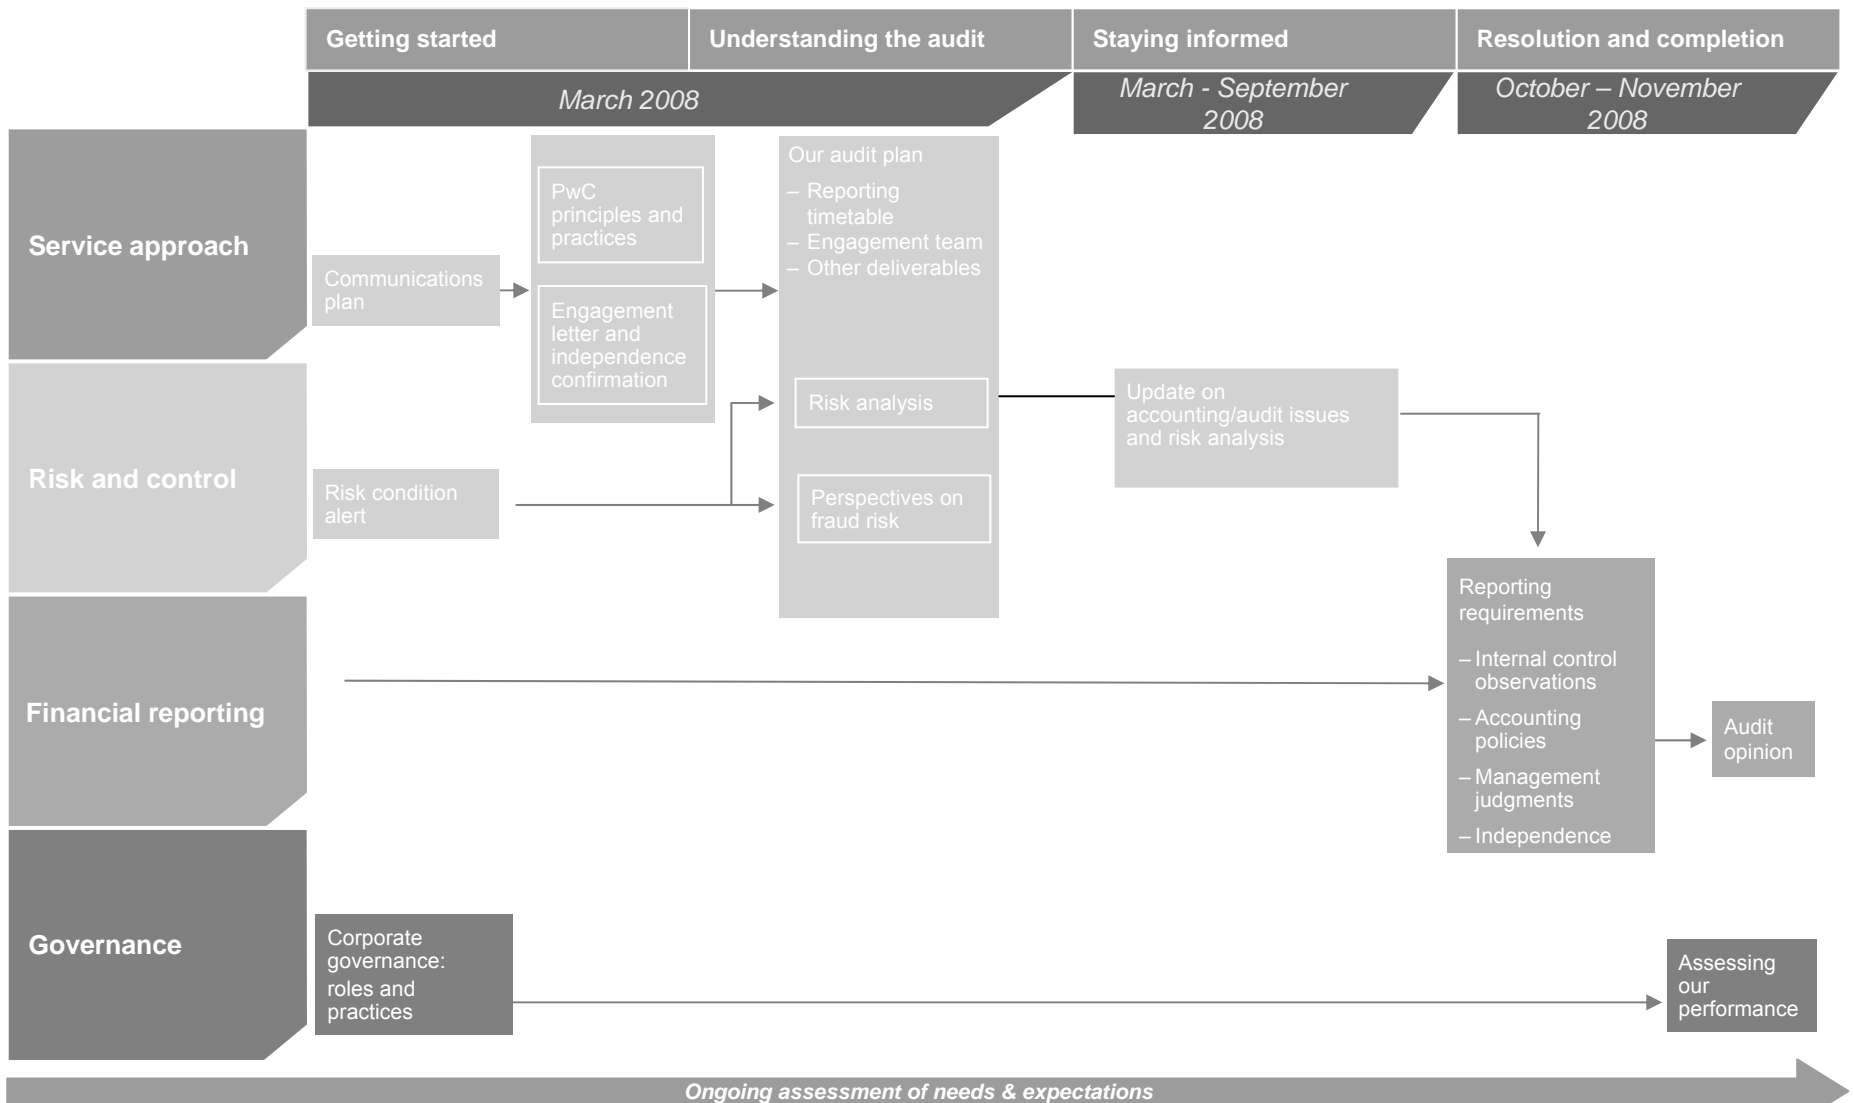 Getting started
Understanding the audit
Staying informed
Resolution and completion
March 2008
March - September
2008
October – November
2008
Service approach
Communications
plan
PwC
principles and
practices
Engagement
letter and
independence
confirmation
Our audit plan
– Reporting
timetable
– Engagement team
– Other deliverables
Risk analysis
Perspectives on
fraud risk
Risk and control
Risk condition
alert
Update on
accounting/audit issues
and risk analysis
Financial reporting
Reporting
requirements
– Internal control
observations
– Accounting
policies
– Management
judgments
– Independence
Audit
opinion
Governance
Corporate
governance:
roles and
practices
Assessing
our
performance
Ongoing assessment of needs & expectations